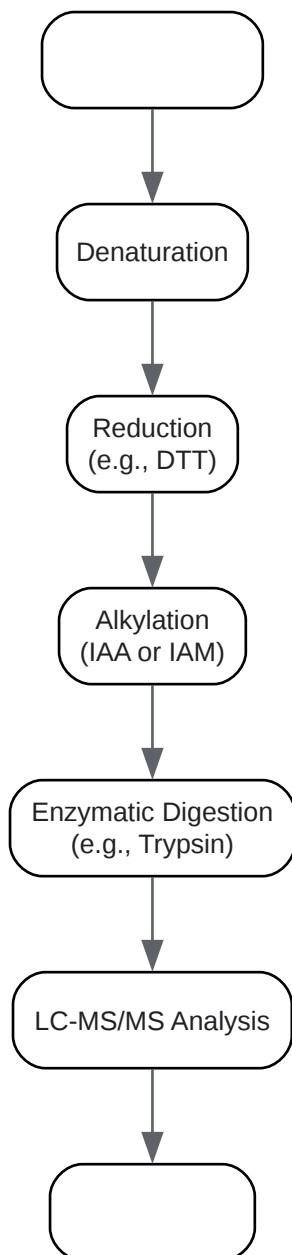 Denaturation
Reduction
(e.g., DTT)
Alkylation
(IAA or IAM)
Enzymatic Digestion
(e.g., Trypsin)
LC-MS/MS Analysis